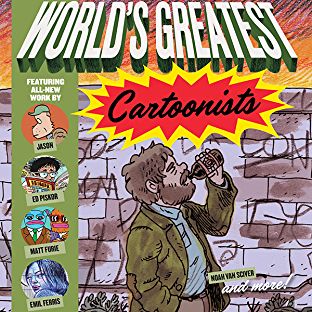 WORLD'S GREATEST
Cartoonists
FEATURING
ALL-NEW
WORK BY
JASON
ED PISKOR
MATT FURIE
EMIL FERRIS
NOAH VAN SCIVER
and more!